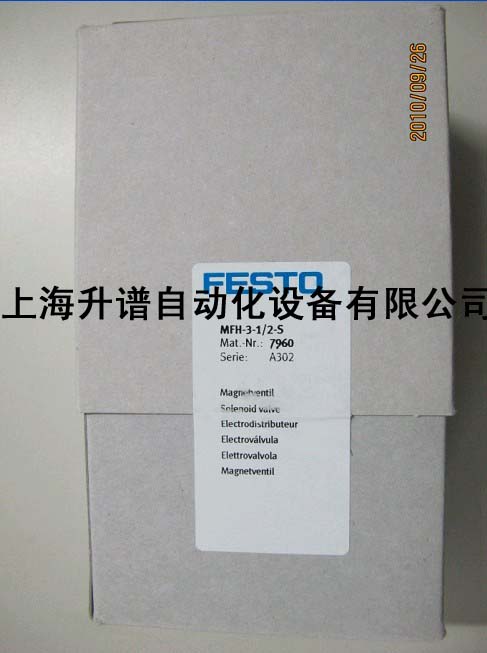 2010/09/26
FESTO
上海升谱自动化设备有限公司
MFH-3-1/2-S
Mat.-Nr.: 7960
Serie: A302
Magnetventil
Solenoid valve
Electrodistributeur
Electroválvula
Elettrovalvola
Magnetventil